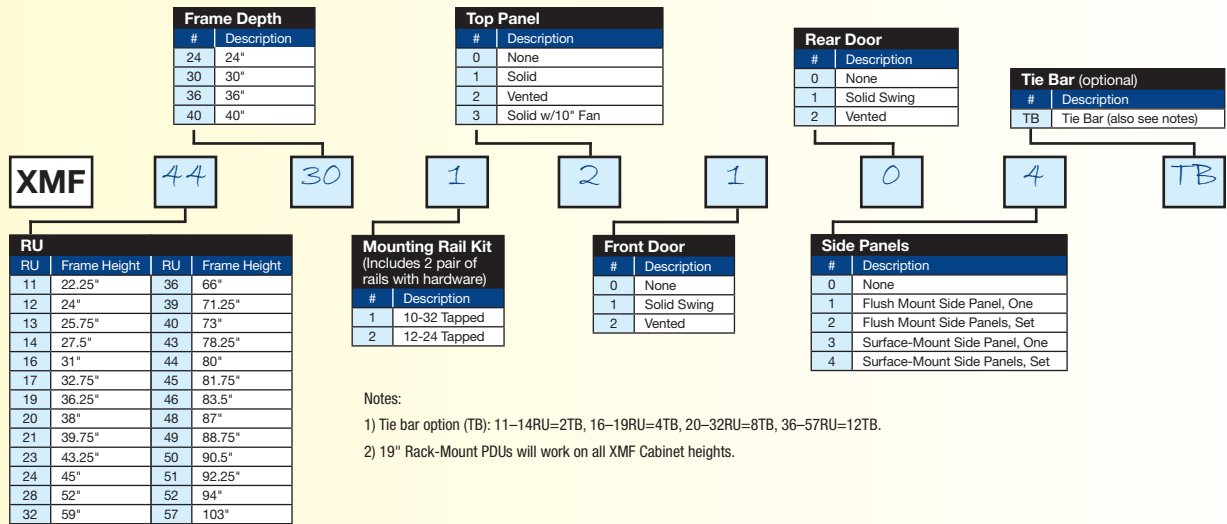 Frame Depth
# Description
24 24"
30 30"
36 36"
40 40"
Top Panel
# Description
0 None
1 Solid
2 Vented
3 Solid w/10" Fan
Rear Door
# Description
0 None
1 Solid Swing
2 Vented
Tie Bar (optional)
# Description
TB Tie Bar (also see notes)
XMF 44 30 1 2 1 0 4 TB
RU
RU Frame Height RU Frame Height
11 22.25" 36 66"
12 24" 39 71.25"
13 25.75" 40 73"
14 27.5" 43 78.25"
16 31" 44 80"
17 32.75" 45 81.75"
19 36.25" 46 83.5"
20 38" 48 87"
21 39.75" 49 88.75"
23 43.25" 50 90.5"
24 45" 51 92.25"
28 52" 52 94"
32 59" 57 103"
Mounting Rail Kit
(Includes 2 pair of
rails with hardware)
# Description
1 10-32 Tapped
2 12-24 Tapped
Front Door
# Description
0 None
1 Solid Swing
2 Vented
Side Panels
# Description
0 None
1 Flush Mount Side Panel, One
2 Flush Mount Side Panels, Set
3 Surface-Mount Side Panel, One
4 Surface-Mount Side Panels, Set
Notes:
1) Tie bar option (TB): 11–14RU=2TB, 16–19RU=4TB, 20–32RU=8TB, 36–57RU=12TB.
2) 19" Rack-Mount PDUs will work on all XMF Cabinet heights.